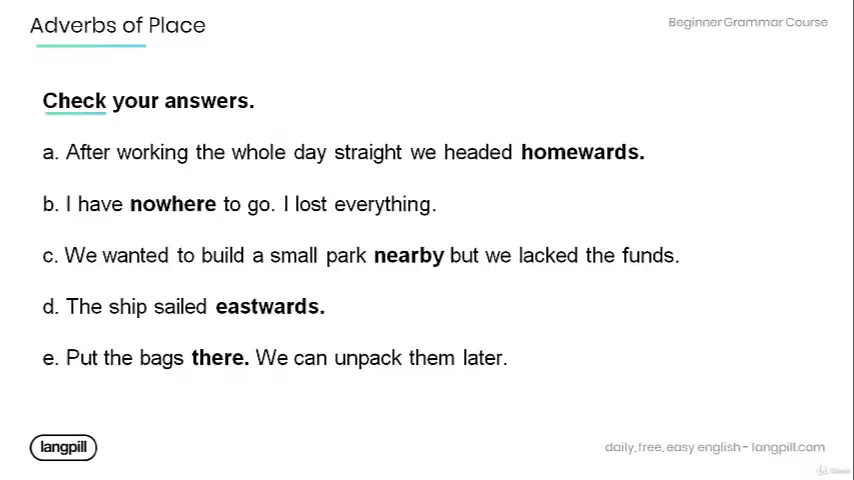 Adverbs of Place
Beginner Grammar Course
Check your answers.
a. After working the whole day straight we headed homewards.
b. I have nowhere to go. I lost everything.
c. We wanted to build a small park nearby but we lacked the funds.
d. The ship sailed eastwards.
e. Put the bags there. We can unpack them later.
langpill
daily, free, easy english - langpill.com